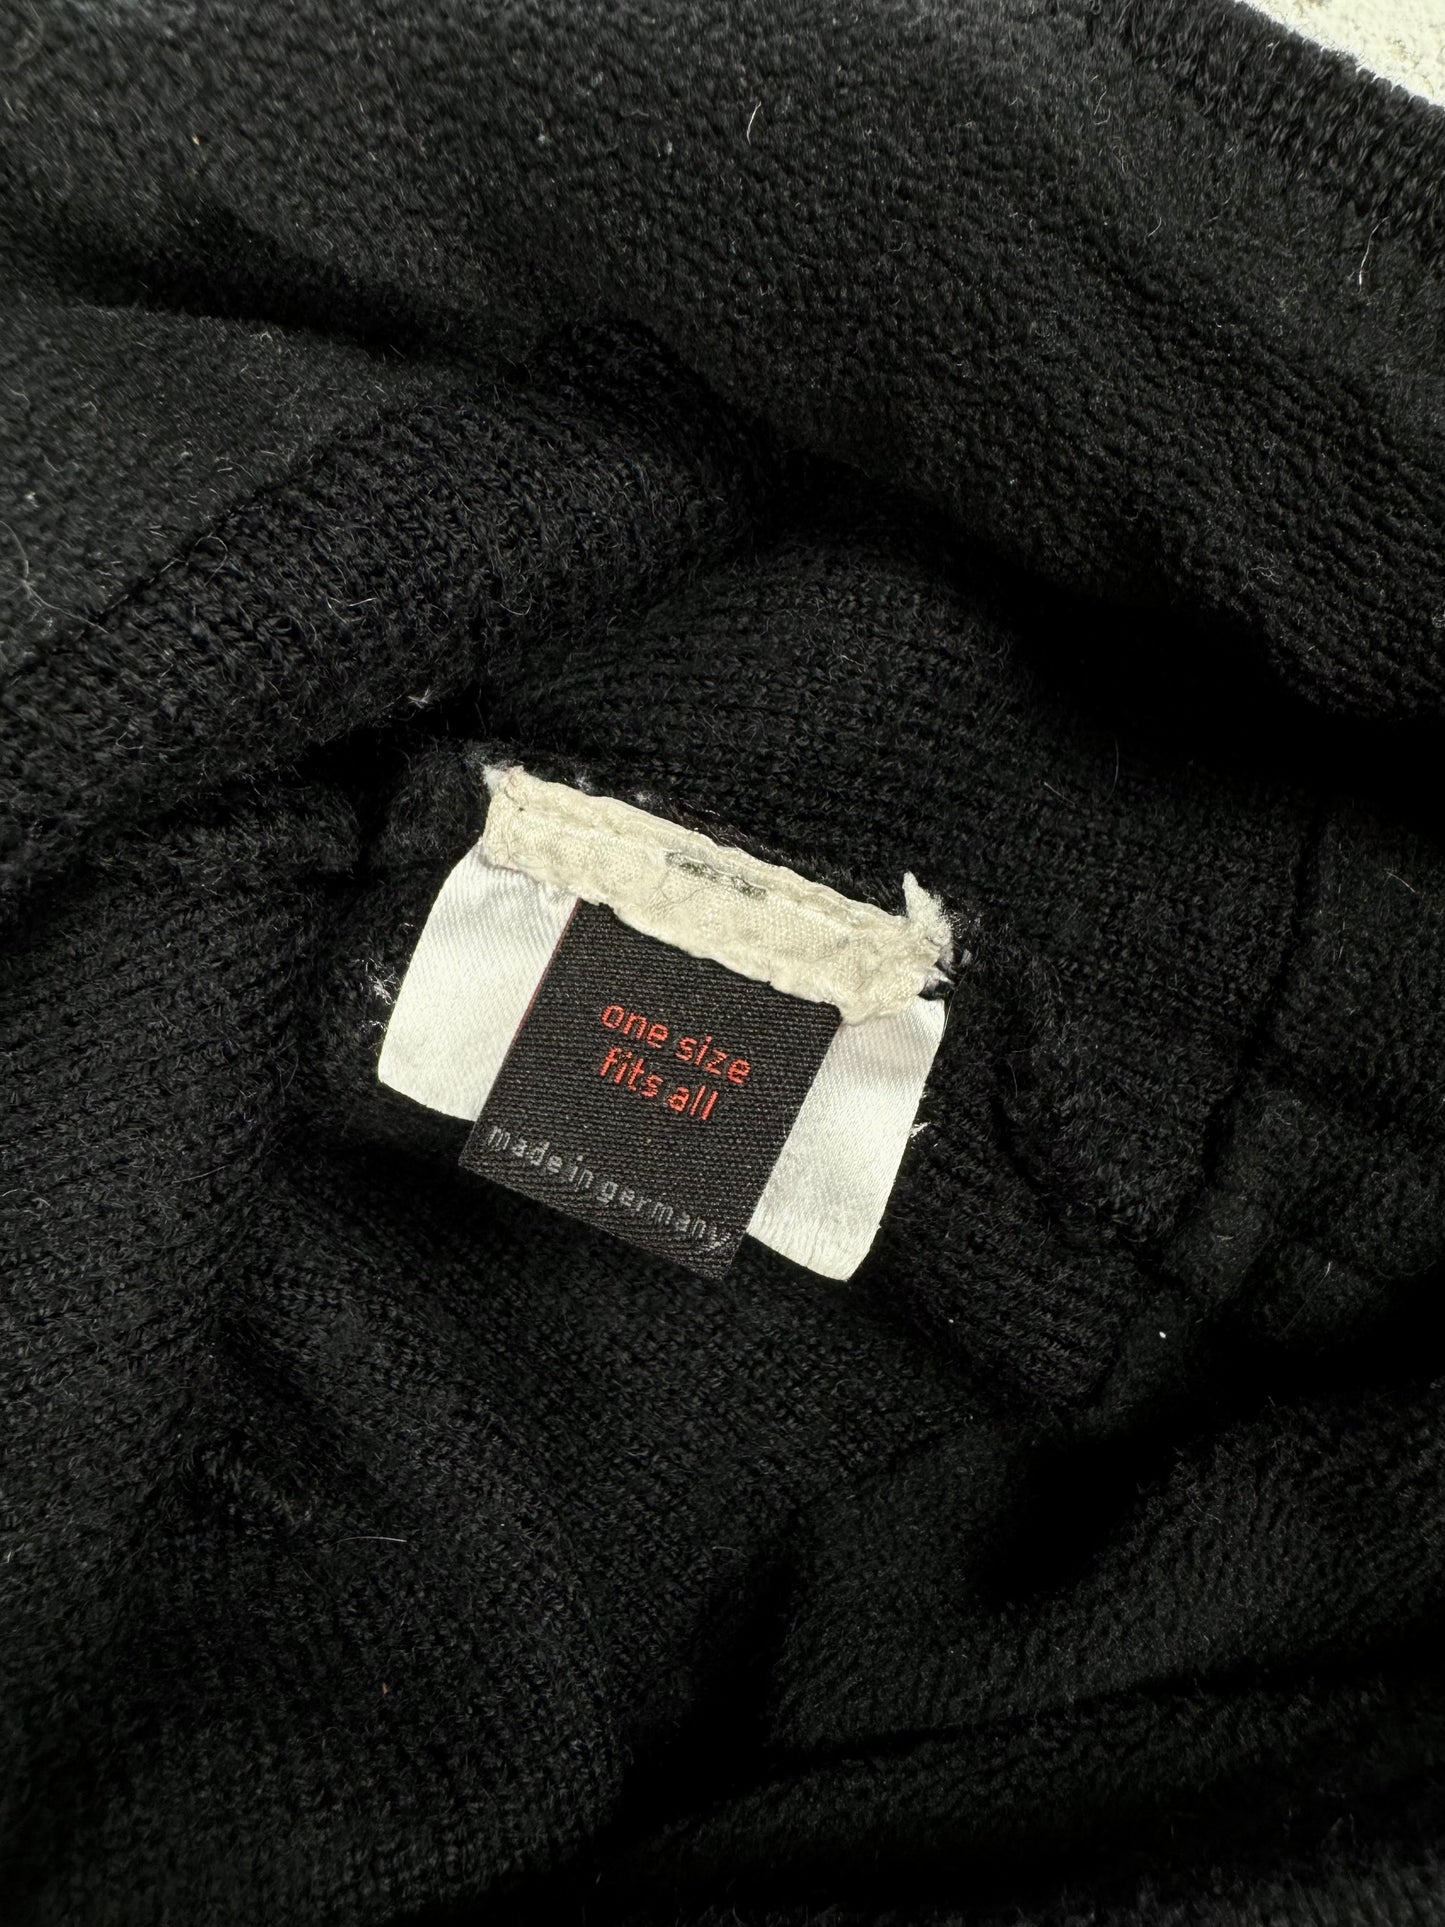 one size
fits all
made in germany